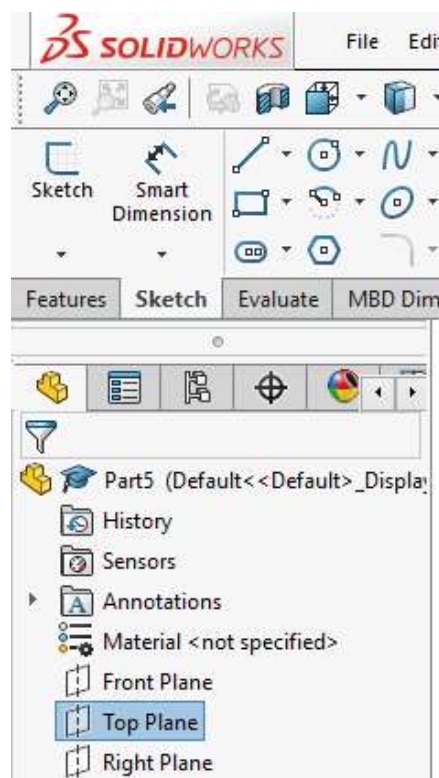 SOLIDWORKS File Edi
Sketch Smart Dimension
Features Sketch Evaluate MBD Dim
Part5 (Default<<Default>_Display
History
Sensors
Annotations
Material <not specified>
Front Plane
Top Plane
Right Plane